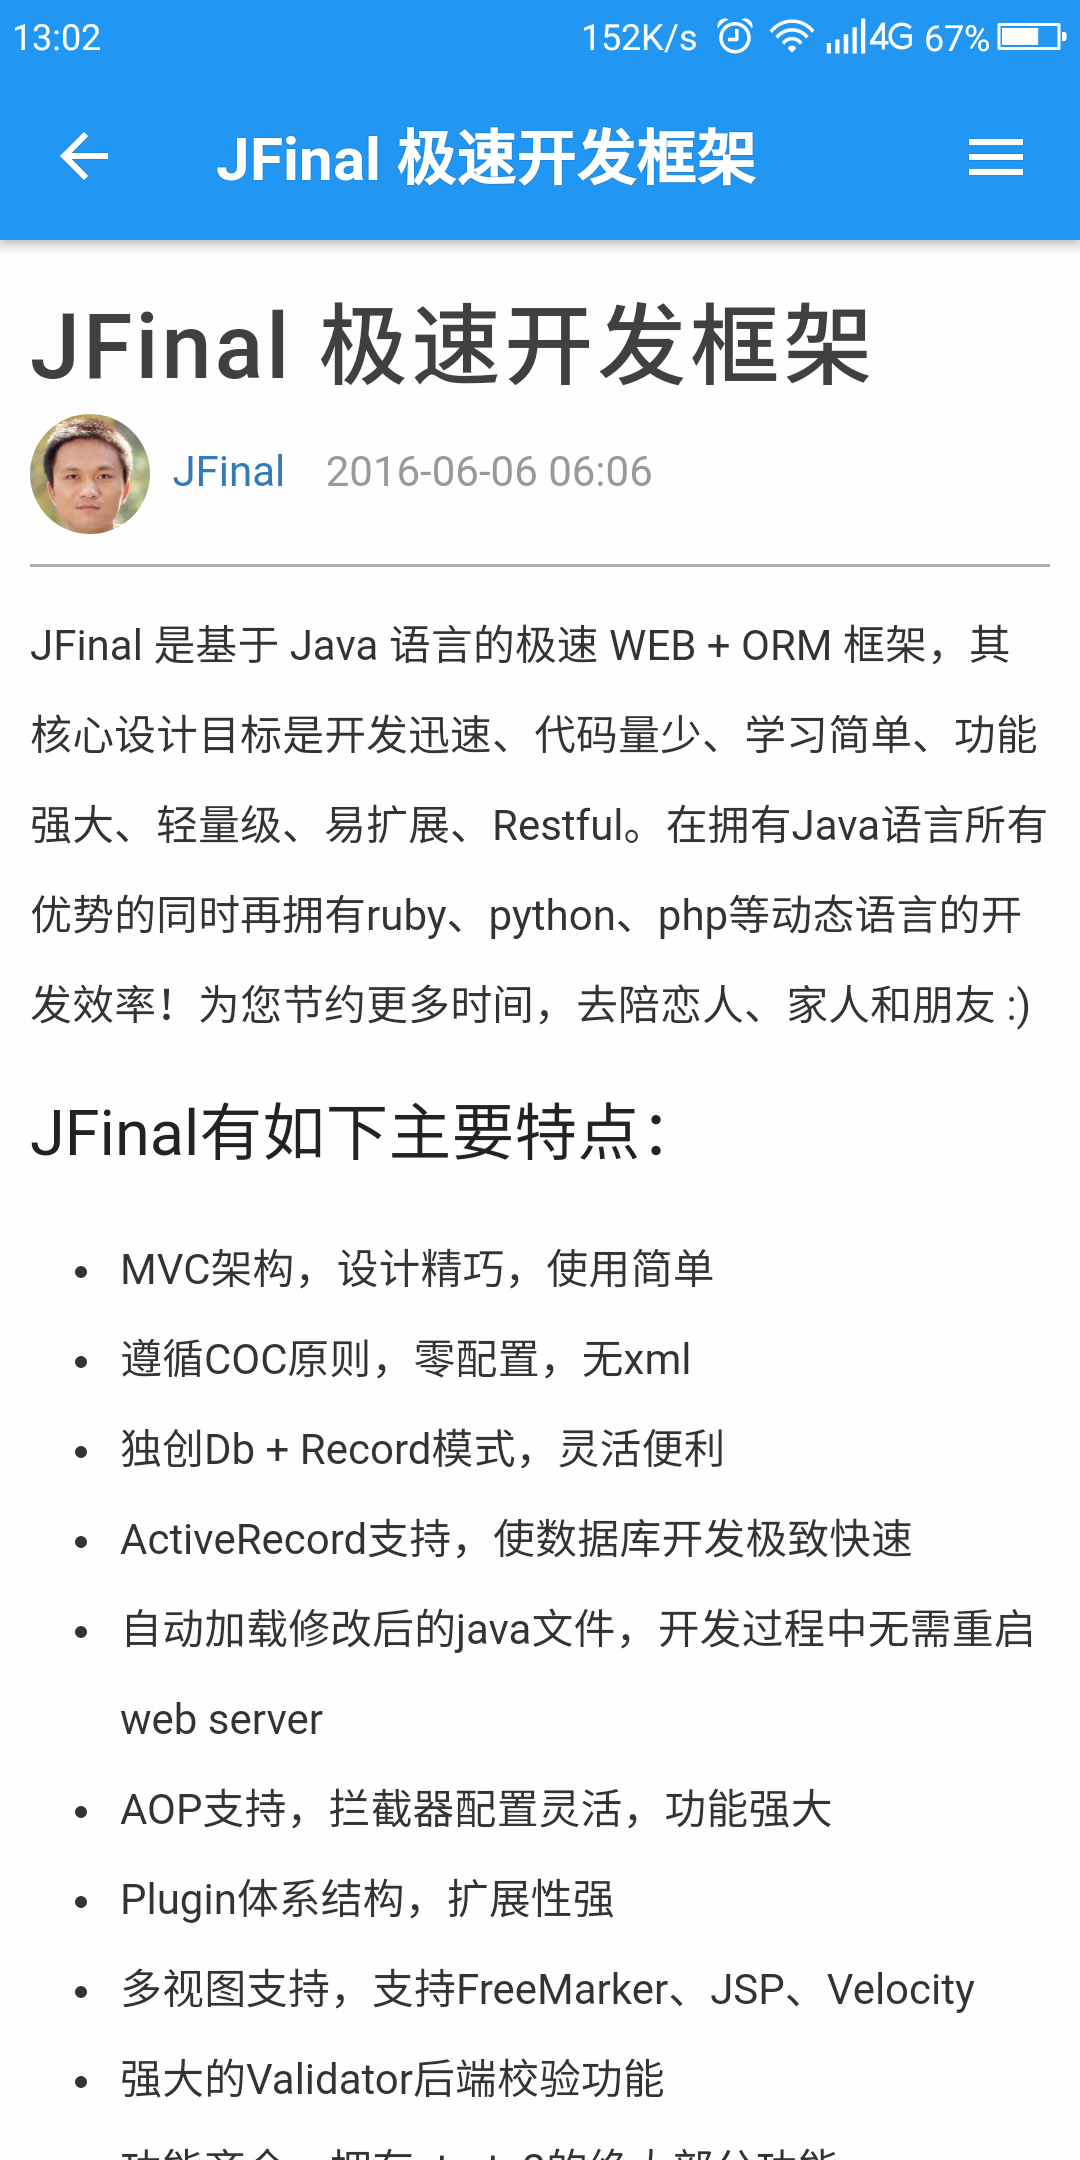 13:02 152K/s 4G 67%
JFinal 极速开发框架
JFinal 极速开发框架
JFinal 2016-06-06 06:06
JFinal 是基于 Java 语言的极速 WEB + ORM 框架，其
核心设计目标是开发迅速、代码量少、学习简单、功能
强大、轻量级、易扩展、Restful。在拥有Java语言所有
优势的同时再拥有ruby、python、php等动态语言的开
发效率！为您节约更多时间，去陪恋人、家人和朋友 :)
JFinal有如下主要特点：
• MVC架构，设计精巧，使用简单
• 遵循COC原则，零配置，无xml
• 独创Db + Record模式，灵活便利
• ActiveRecord支持，使数据库开发极致快速
• 自动加载修改后的java文件，开发过程中无需重启
web server
• AOP支持，拦截器配置灵活，功能强大
• Plugin体系结构，扩展性强
• 多视图支持，支持FreeMarker、JSP、Velocity
• 强大的Validator后端校验功能